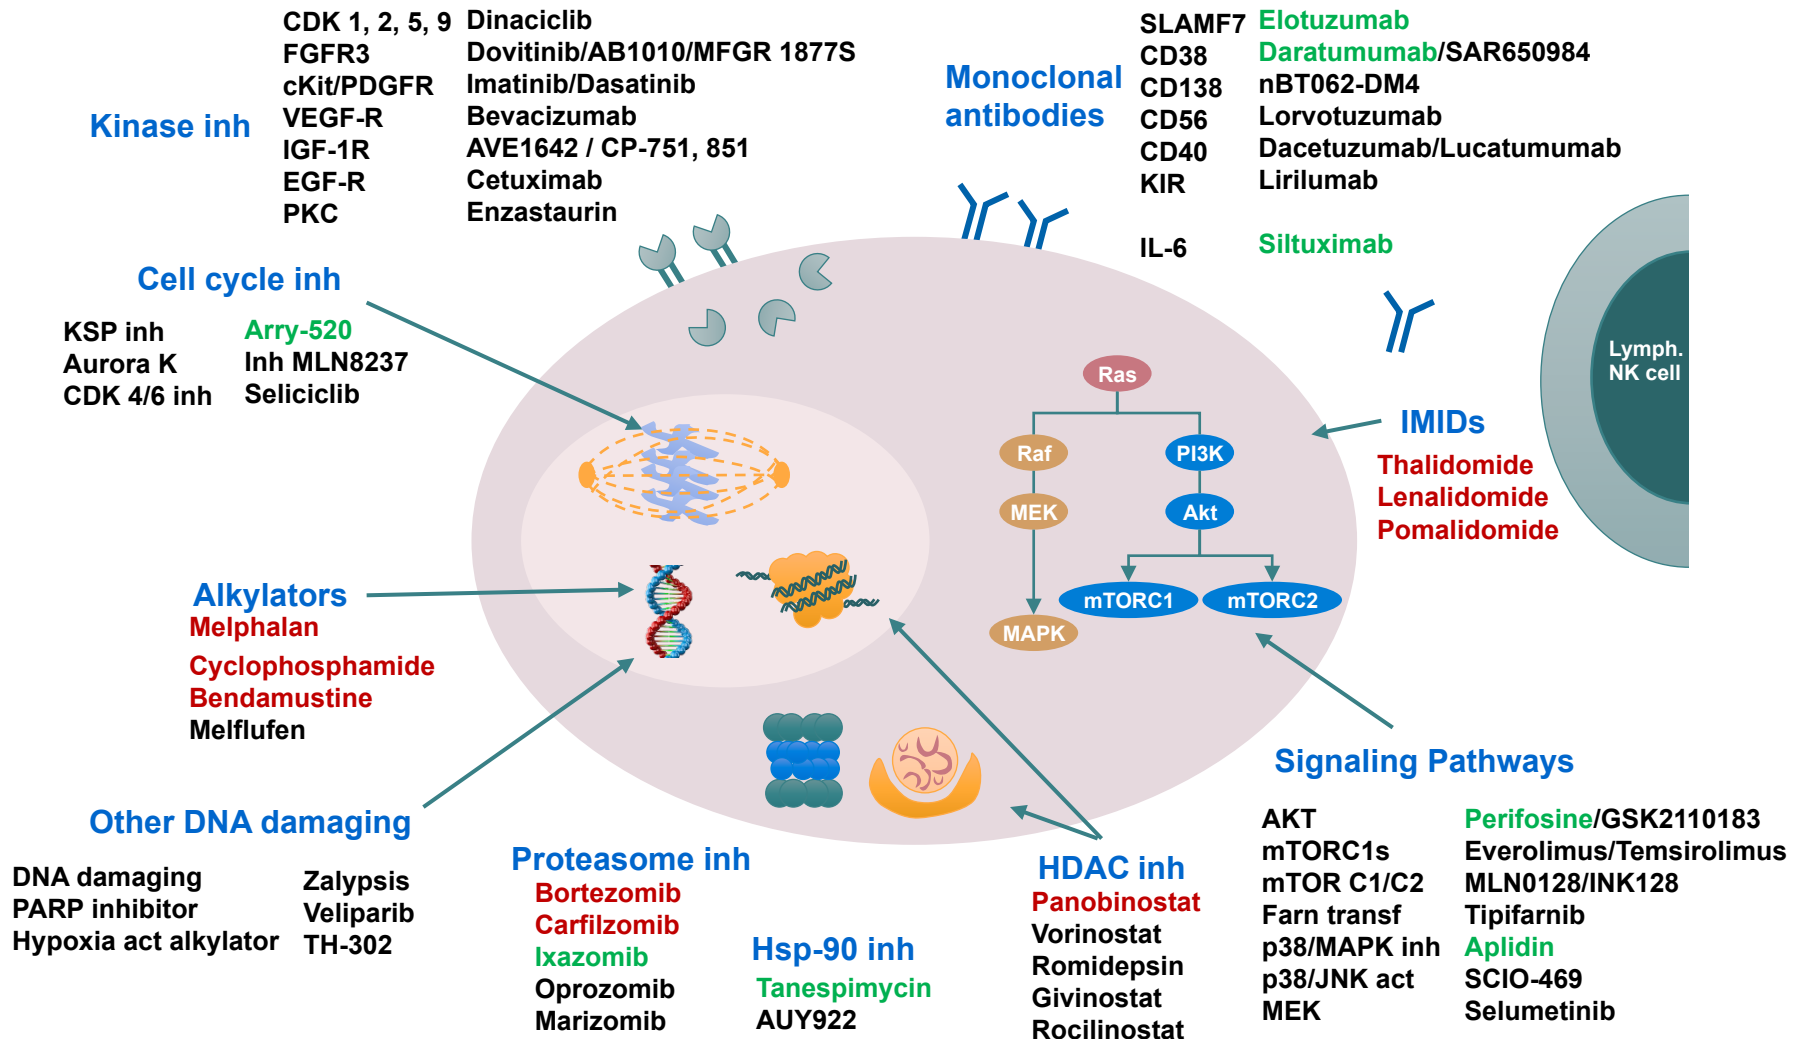 Kinase inh
CDK 1, 2, 5, 9 Dinaciclib
FGFR3 Dovitinib/AB1010/MFGR 1877S
cKit/PDGFR Imatinib/Dasatinib
VEGF-R Bevacizumab
IGF-1R AVE1642 / CP-751, 851
EGF-R Cetuximab
PKC Enzastaurin
Monoclonal
antibodies
SLAMF7 Elotuzumab
CD38 Daratumumab/SAR650984
CD138 nBT062-DM4
CD56 Lorvotuzumab
CD40 Dacetuzumab/Lucatumumab
KIR Lirilumab
IL-6 Siltuximab
Cell cycle inh
KSP inh Arry-520
Aurora K Inh MLN8237
CDK 4/6 inh Seliciclib
Lymph.
NK cell
Ras
Raf PI3K
MEK Akt
mTORC1 mTORC2
MAPK
IMIDs
Thalidomide
Lenalidomide
Pomalidomide
Alkylators
Melphalan
Cyclophosphamide
Bendamustine
Melflufen
Other DNA damaging
DNA damaging Zalypsis
PARP inhibitor Veliparib
Hypoxia act alkylator TH-302
Proteasome inh
Bortezomib
Carfilzomib
Ixazomib
Oprozomib
Marizomib
Hsp-90 inh
Tanespimycin
AUY922
HDAC inh
Panobinostat
Vorinostat
Romidepsin
Givinostat
Rocilinostat
Signaling Pathways
AKT Perifosine/GSK2110183
mTORC1s Everolimus/Temsirolimus
mTOR C1/C2 MLN0128/INK128
Farn transf Tipifarnib
p38/MAPK inh Aplidin
p38/JNK act SCIO-469
MEK Selumetinib